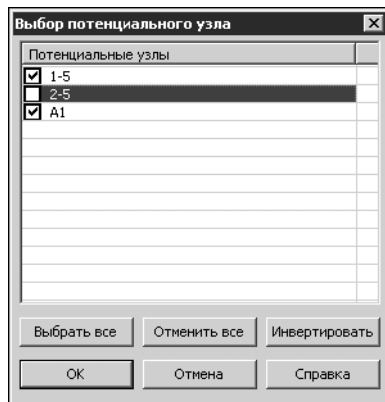 Выбор потенциального узла
Потенциальные узлы
1-5
2-5
A1
Выбрать все Отменить все Инвертировать
OK Отмена Справка